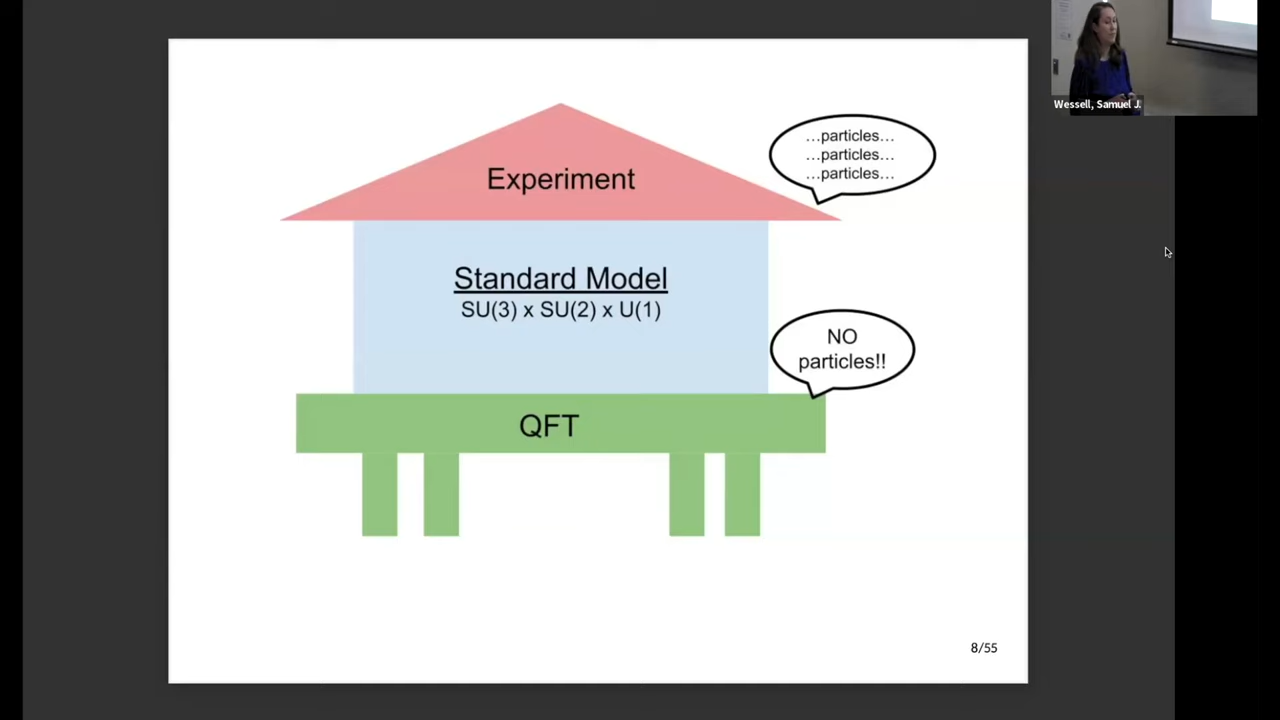 Wessell, Samuel J.
…particles…
…particles…
…particles…
Experiment
Standard Model
SU(3) x SU(2) x U(1)
NO
particles!!
QFT
8/55